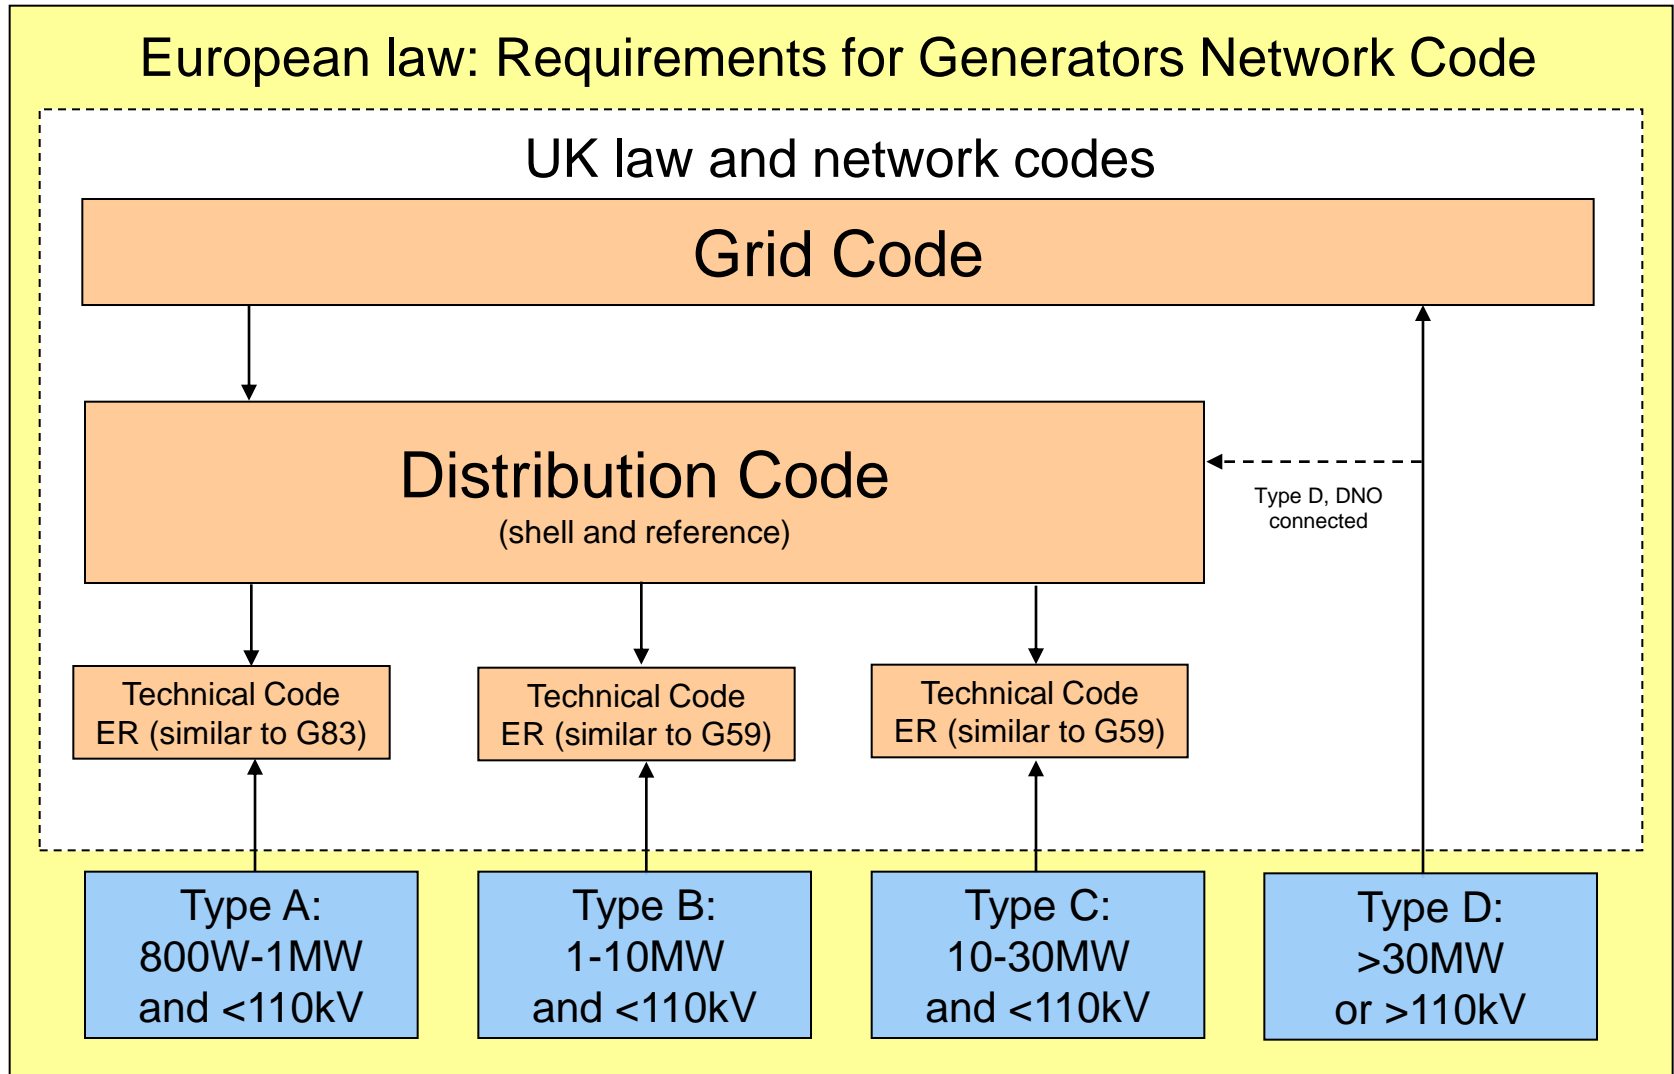 European law: Requirements for Generators Network Code
UK law and network codes
Grid Code
Distribution Code
(shell and reference)
Type D, DNO
connected
Technical Code
ER (similar to G83)
Technical Code
ER (similar to G59)
Technical Code
ER (similar to G59)
Type A:
800W-1MW
and <110kV
Type B:
1-10MW
and <110kV
Type C:
10-30MW
and <110kV
Type D:
>30MW
or >110kV